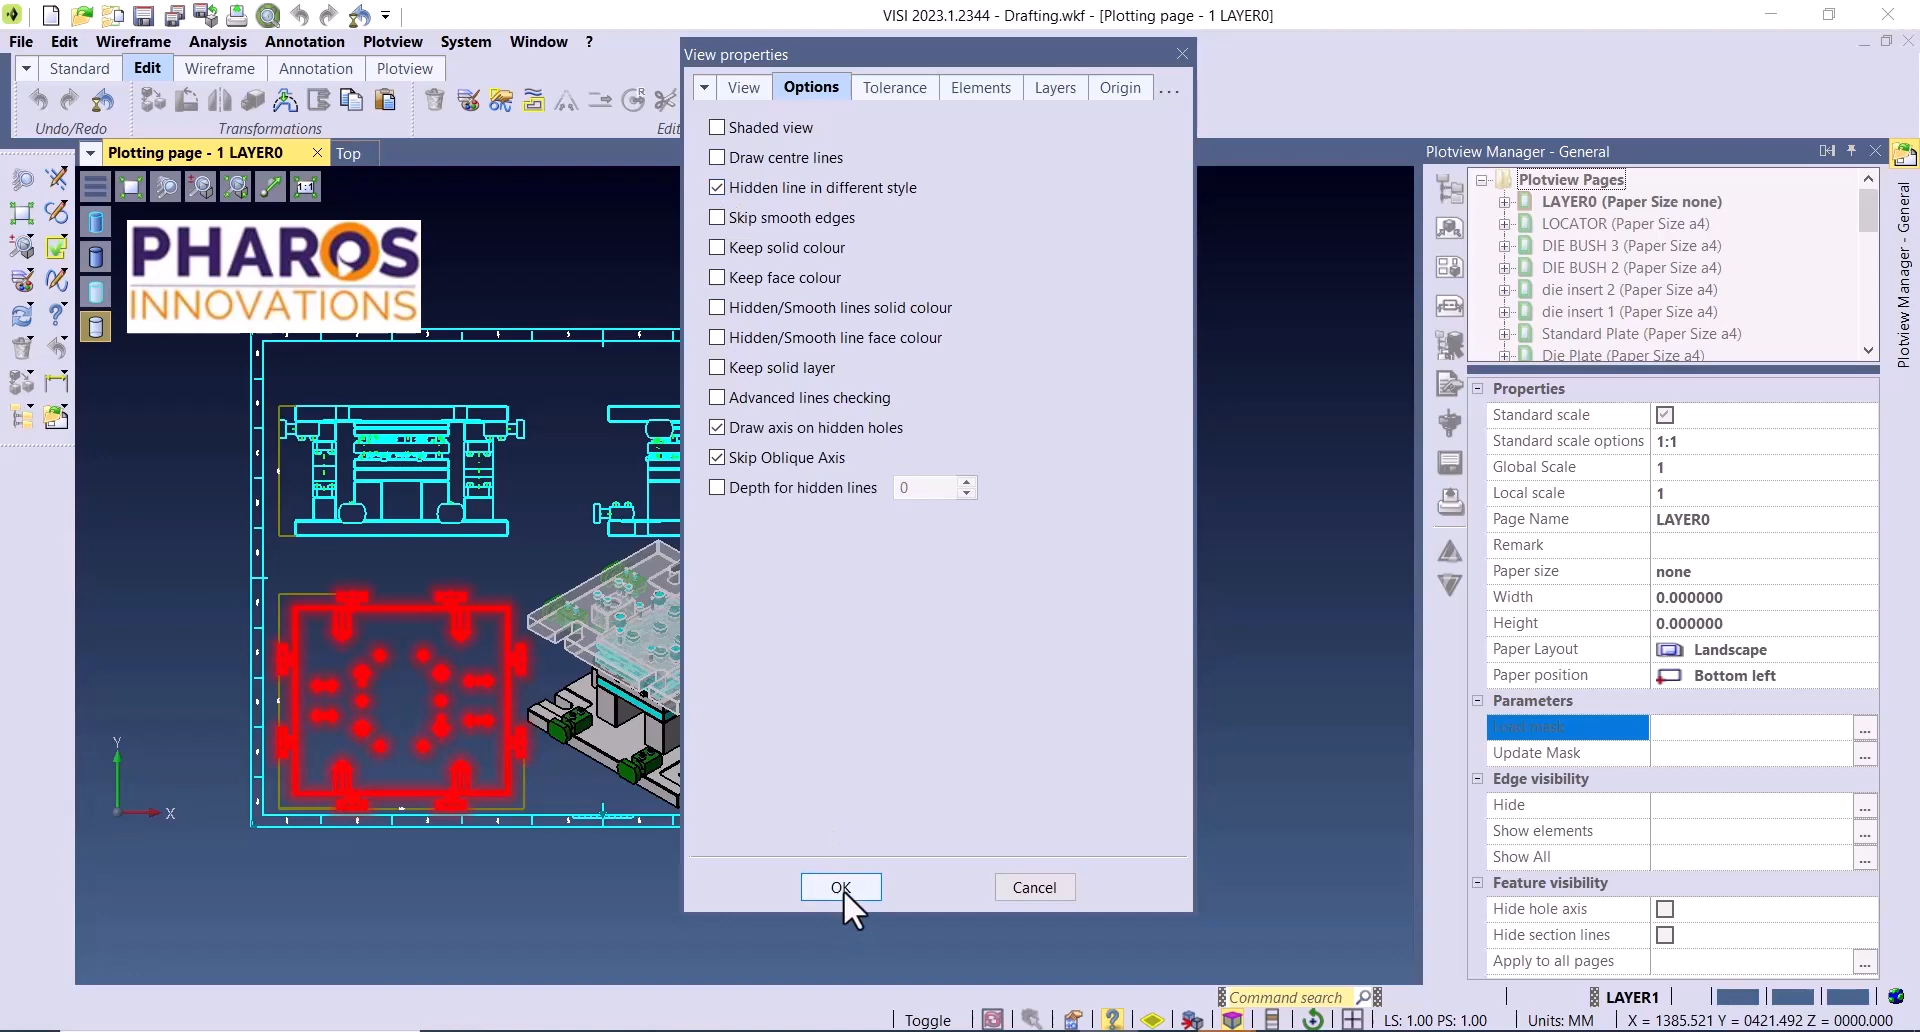 VISI 2023.1.2344 - Drafting.wkf - [Plotting page - 1 LAYER0]
File Edit Wireframe Analysis Annotation Plotview System Window ?
Standard Edit Wireframe Annotation Plotview
Undo/Redo Transformations Edit
Plotting page - 1 LAYER0 Top
1:1
PHAROS
INNOVATIONS
Y
X
View properties
View Options Tolerance Elements Layers Origin ...
Shaded view
Draw centre lines
Hidden line in different style
Skip smooth edges
Keep solid colour
Keep face colour
Hidden/Smooth lines solid colour
Hidden/Smooth line face colour
Keep solid layer
Advanced lines checking
Draw axis on hidden holes
Skip Oblique Axis
Depth for hidden lines 0
OK Cancel
Plotview Manager - General
Plotview Pages
LAYER0 (Paper Size none)
LOCATOR (Paper Size a4)
DIE BUSH 3 (Paper Size a4)
DIE BUSH 2 (Paper Size a4)
die insert 2 (Paper Size a4)
die insert 1 (Paper Size a4)
Standard Plate (Paper Size a4)
Die Plate (Paper Size a4)
Plotview Manager - General
Properties
Standard scale
Standard scale options 1:1
Global Scale 1
Local scale 1
Page Name LAYER0
Remark
Paper size none
Width 0.000000
Height 0.000000
Paper Layout Landscape
Paper position Bottom left
Parameters
Load mask ...
Update Mask ...
Edge visibility
Hide ...
Show elements ...
Show All ...
Feature visibility
Hide hole axis
Hide section lines
Apply to all pages ...
Command search
LAYER1
Toggle LS: 1.00 PS: 1.00 Units: MM X = 1385.521 Y = 0421.492 Z = 0000.000